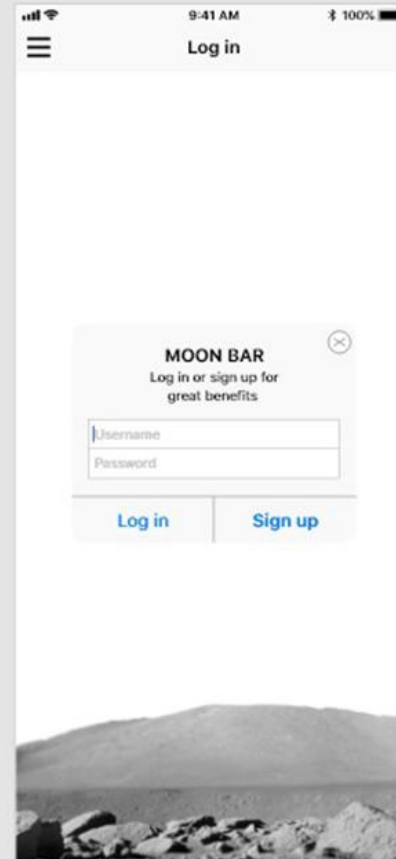 9:41 AM
100%
Log in
MOON BAR
Log in or sign up for
great benefits
Username
Password
Log in
Sign up